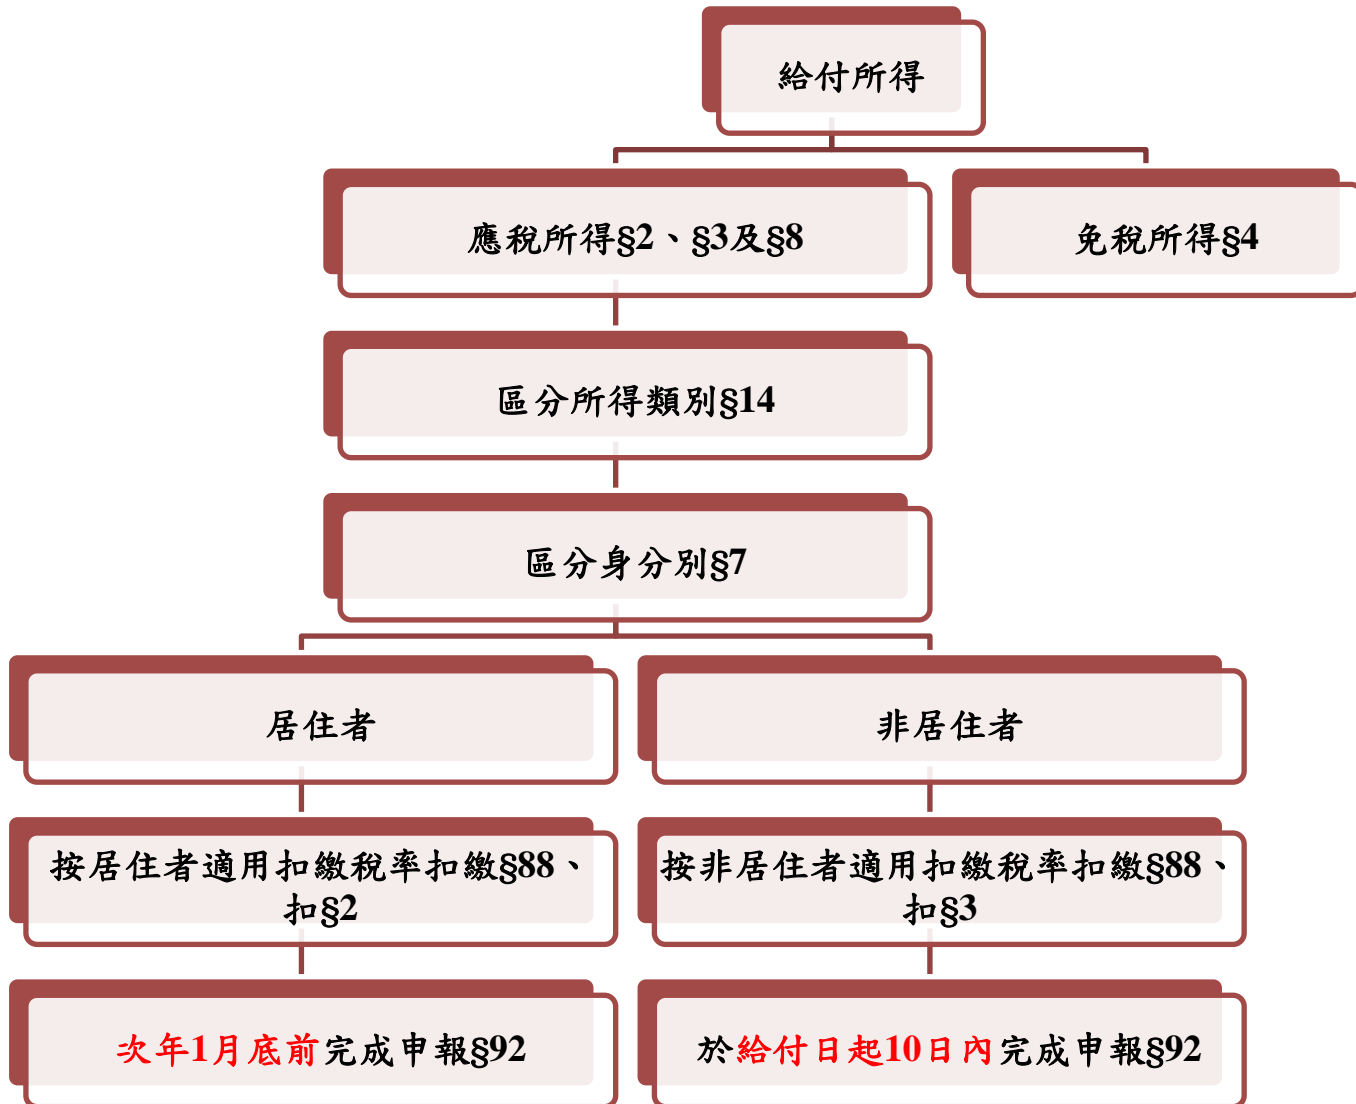 給付所得
應稅所得§2、§3及§8
免稅所得§4
區分所得類別§14
區分身分別§7
居住者
非居住者
按居住者適用扣繳稅率扣繳§88、
扣§2
按非居住者適用扣繳稅率扣繳§88、
扣§3
次年1月底前完成申報§92
於給付日起10日內完成申報§92